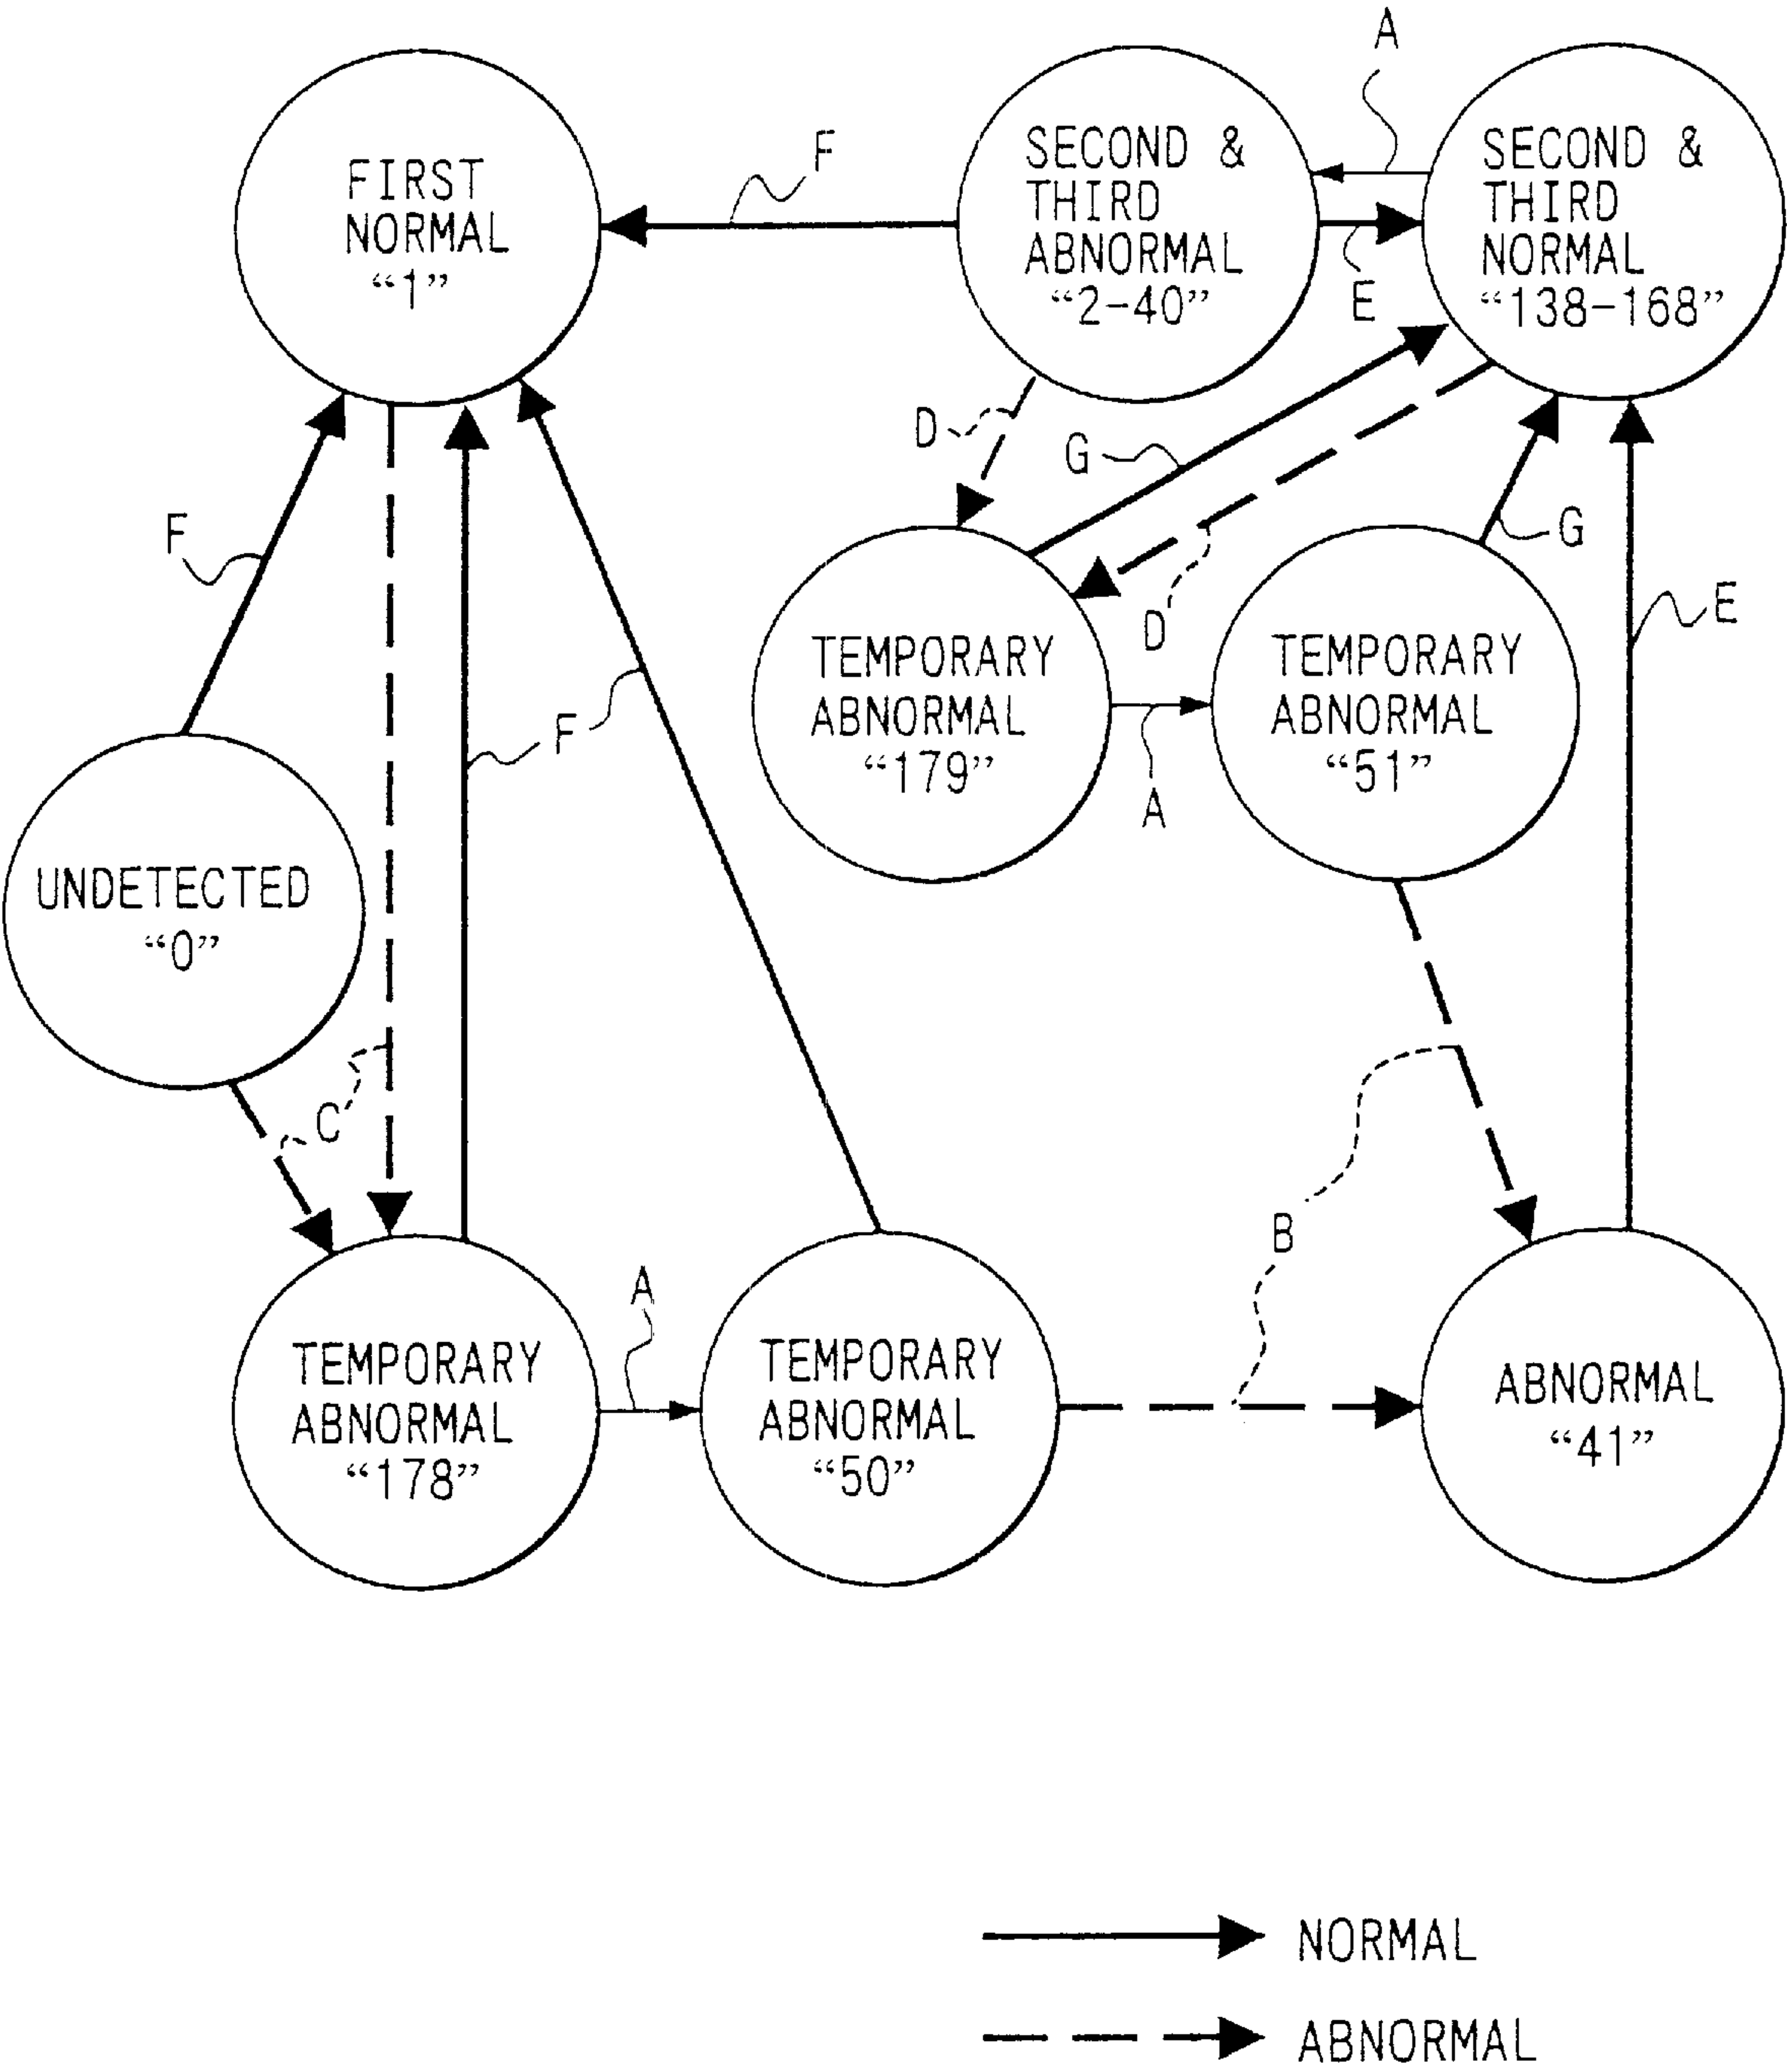 A
FIRST
NORMAL
“1”
F
SECOND &
THIRD
ABNORMAL
“2-40”
E
SECOND &
THIRD
NORMAL
“138-168”
D
G
F
D
G
E
TEMPORARY
ABNORMAL
“179”
A
TEMPORARY
ABNORMAL
“51”
F
UNDETECTED
“0”
C
B
A
TEMPORARY
ABNORMAL
“178”
TEMPORARY
ABNORMAL
“50”
ABNORMAL
“41”
NORMAL
ABNORMAL